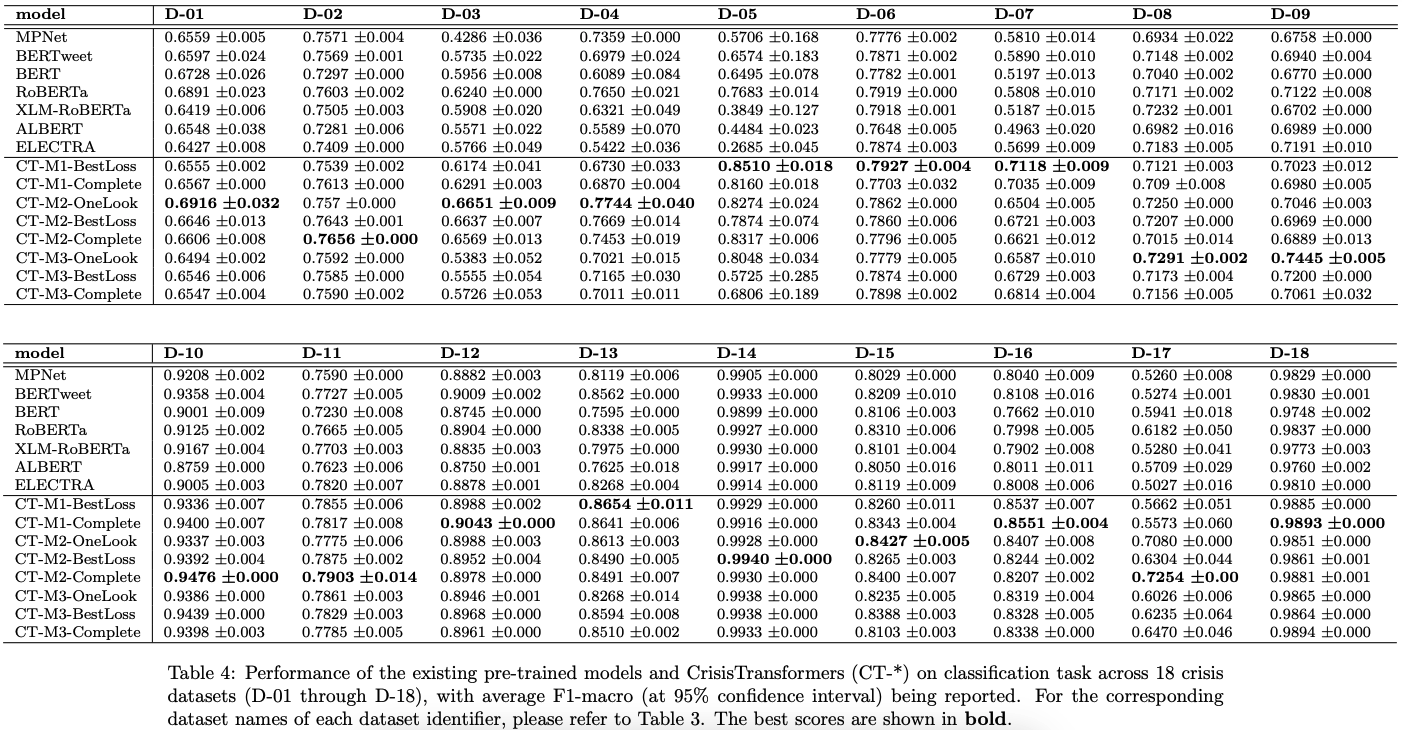 model D-01 D-02 D-03 D-04 D-05 D-06 D-07 D-08 D-09
MPNet 0.6559 ±0.005 0.7571 ±0.004 0.4286 ±0.036 0.7359 ±0.000 0.5706 ±0.168 0.7776 ±0.002 0.5810 ±0.014 0.6934 ±0.022 0.6758 ±0.000
BERTweet 0.6597 ±0.024 0.7569 ±0.001 0.5735 ±0.022 0.6979 ±0.024 0.6574 ±0.183 0.7871 ±0.002 0.5890 ±0.010 0.7148 ±0.002 0.6940 ±0.004
BERT 0.6728 ±0.026 0.7297 ±0.000 0.5956 ±0.008 0.6089 ±0.084 0.6495 ±0.078 0.7782 ±0.001 0.5197 ±0.013 0.7040 ±0.002 0.6770 ±0.000
RoBERTa 0.6891 ±0.023 0.7603 ±0.002 0.6240 ±0.000 0.7650 ±0.021 0.7683 ±0.014 0.7919 ±0.000 0.5808 ±0.010 0.7171 ±0.002 0.7122 ±0.008
XLM-RoBERTa 0.6419 ±0.006 0.7505 ±0.003 0.5908 ±0.020 0.6321 ±0.049 0.3849 ±0.127 0.7918 ±0.001 0.5187 ±0.015 0.7232 ±0.001 0.6702 ±0.000
ALBERT 0.6548 ±0.038 0.7281 ±0.006 0.5571 ±0.022 0.5589 ±0.070 0.4484 ±0.023 0.7648 ±0.005 0.4963 ±0.020 0.6982 ±0.016 0.6989 ±0.000
ELECTRA 0.6427 ±0.008 0.7409 ±0.000 0.5766 ±0.049 0.5422 ±0.036 0.2685 ±0.045 0.7874 ±0.003 0.5699 ±0.009 0.7183 ±0.005 0.7191 ±0.010
CT-M1-BestLoss 0.6555 ±0.002 0.7539 ±0.002 0.6174 ±0.041 0.6730 ±0.033 0.8510 ±0.018 0.7927 ±0.004 0.7118 ±0.009 0.7121 ±0.003 0.7023 ±0.012
CT-M1-Complete 0.6567 ±0.000 0.7613 ±0.000 0.6291 ±0.003 0.6870 ±0.004 0.8160 ±0.018 0.7703 ±0.032 0.7035 ±0.009 0.709 ±0.008 0.6980 ±0.005
CT-M2-OneLook 0.6916 ±0.032 0.757 ±0.000 0.6651 ±0.009 0.7744 ±0.040 0.8274 ±0.024 0.7862 ±0.000 0.6504 ±0.005 0.7250 ±0.000 0.7046 ±0.003
CT-M2-BestLoss 0.6646 ±0.013 0.7643 ±0.001 0.6637 ±0.007 0.7669 ±0.014 0.7874 ±0.074 0.7860 ±0.006 0.6721 ±0.003 0.7207 ±0.000 0.6969 ±0.000
CT-M2-Complete 0.6606 ±0.008 0.7656 ±0.000 0.6569 ±0.013 0.7453 ±0.019 0.8317 ±0.006 0.7796 ±0.005 0.6621 ±0.012 0.7015 ±0.014 0.6889 ±0.013
CT-M3-OneLook 0.6494 ±0.002 0.7592 ±0.000 0.5383 ±0.052 0.7021 ±0.015 0.8048 ±0.034 0.7779 ±0.005 0.6587 ±0.010 0.7291 ±0.002 0.7445 ±0.005
CT-M3-BestLoss 0.6546 ±0.006 0.7585 ±0.000 0.5555 ±0.054 0.7165 ±0.030 0.5725 ±0.285 0.7874 ±0.000 0.6729 ±0.003 0.7173 ±0.004 0.7200 ±0.000
CT-M3-Complete 0.6547 ±0.004 0.7590 ±0.002 0.5726 ±0.053 0.7011 ±0.011 0.6806 ±0.189 0.7898 ±0.002 0.6814 ±0.004 0.7156 ±0.005 0.7061 ±0.032
model D-10 D-11 D-12 D-13 D-14 D-15 D-16 D-17 D-18
MPNet 0.9208 ±0.002 0.7590 ±0.000 0.8882 ±0.003 0.8119 ±0.006 0.9905 ±0.000 0.8029 ±0.000 0.8040 ±0.009 0.5260 ±0.008 0.9829 ±0.000
BERTweet 0.9358 ±0.004 0.7727 ±0.005 0.9009 ±0.002 0.8562 ±0.000 0.9933 ±0.000 0.8209 ±0.010 0.8108 ±0.016 0.5274 ±0.001 0.9830 ±0.001
BERT 0.9001 ±0.009 0.7230 ±0.008 0.8745 ±0.000 0.7595 ±0.000 0.9899 ±0.000 0.8106 ±0.003 0.7662 ±0.010 0.5941 ±0.018 0.9748 ±0.002
RoBERTa 0.9125 ±0.002 0.7665 ±0.005 0.8904 ±0.000 0.8338 ±0.005 0.9927 ±0.000 0.8310 ±0.006 0.7998 ±0.005 0.6182 ±0.050 0.9837 ±0.000
XLM-RoBERTa 0.9167 ±0.004 0.7703 ±0.003 0.8835 ±0.003 0.7975 ±0.000 0.9930 ±0.000 0.8101 ±0.004 0.7902 ±0.008 0.5280 ±0.041 0.9773 ±0.003
ALBERT 0.8759 ±0.000 0.7623 ±0.006 0.8750 ±0.001 0.7625 ±0.018 0.9917 ±0.000 0.8050 ±0.016 0.8011 ±0.011 0.5709 ±0.029 0.9760 ±0.002
ELECTRA 0.9005 ±0.003 0.7820 ±0.007 0.8878 ±0.001 0.8268 ±0.004 0.9914 ±0.000 0.8119 ±0.009 0.8008 ±0.006 0.5027 ±0.016 0.9810 ±0.000
CT-M1-BestLoss 0.9336 ±0.007 0.7855 ±0.006 0.8988 ±0.002 0.8654 ±0.011 0.9929 ±0.000 0.8260 ±0.011 0.8537 ±0.007 0.5662 ±0.051 0.9885 ±0.000
CT-M1-Complete 0.9400 ±0.007 0.7817 ±0.008 0.9043 ±0.000 0.8641 ±0.006 0.9916 ±0.000 0.8343 ±0.004 0.8551 ±0.004 0.5573 ±0.060 0.9893 ±0.000
CT-M2-OneLook 0.9337 ±0.003 0.7775 ±0.006 0.8988 ±0.003 0.8613 ±0.003 0.9928 ±0.000 0.8427 ±0.005 0.8407 ±0.008 0.7080 ±0.000 0.9851 ±0.000
CT-M2-BestLoss 0.9392 ±0.004 0.7875 ±0.002 0.8952 ±0.004 0.8490 ±0.005 0.9940 ±0.000 0.8265 ±0.003 0.8244 ±0.002 0.6304 ±0.044 0.9861 ±0.001
CT-M2-Complete 0.9476 ±0.000 0.7903 ±0.014 0.8978 ±0.000 0.8491 ±0.007 0.9930 ±0.000 0.8400 ±0.007 0.8207 ±0.002 0.7254 ±0.00 0.9881 ±0.001
CT-M3-OneLook 0.9386 ±0.000 0.7861 ±0.003 0.8946 ±0.001 0.8268 ±0.014 0.9938 ±0.000 0.8235 ±0.005 0.8319 ±0.004 0.6026 ±0.006 0.9865 ±0.000
CT-M3-BestLoss 0.9439 ±0.000 0.7829 ±0.003 0.8968 ±0.000 0.8594 ±0.008 0.9938 ±0.000 0.8388 ±0.003 0.8328 ±0.005 0.6235 ±0.064 0.9864 ±0.000
CT-M3-Complete 0.9398 ±0.003 0.7785 ±0.005 0.8961 ±0.000 0.8510 ±0.002 0.9933 ±0.000 0.8103 ±0.003 0.8338 ±0.000 0.6470 ±0.046 0.9894 ±0.000
Table 4: Performance of the existing pre-trained models and CrisisTransformers (CT-*) on classification task across 18 crisis
datasets (D-01 through D-18), with average F1-macro (at 95% confidence interval) being reported. For the corresponding
dataset names of each dataset identifier, please refer to Table 3. The best scores are shown in bold.